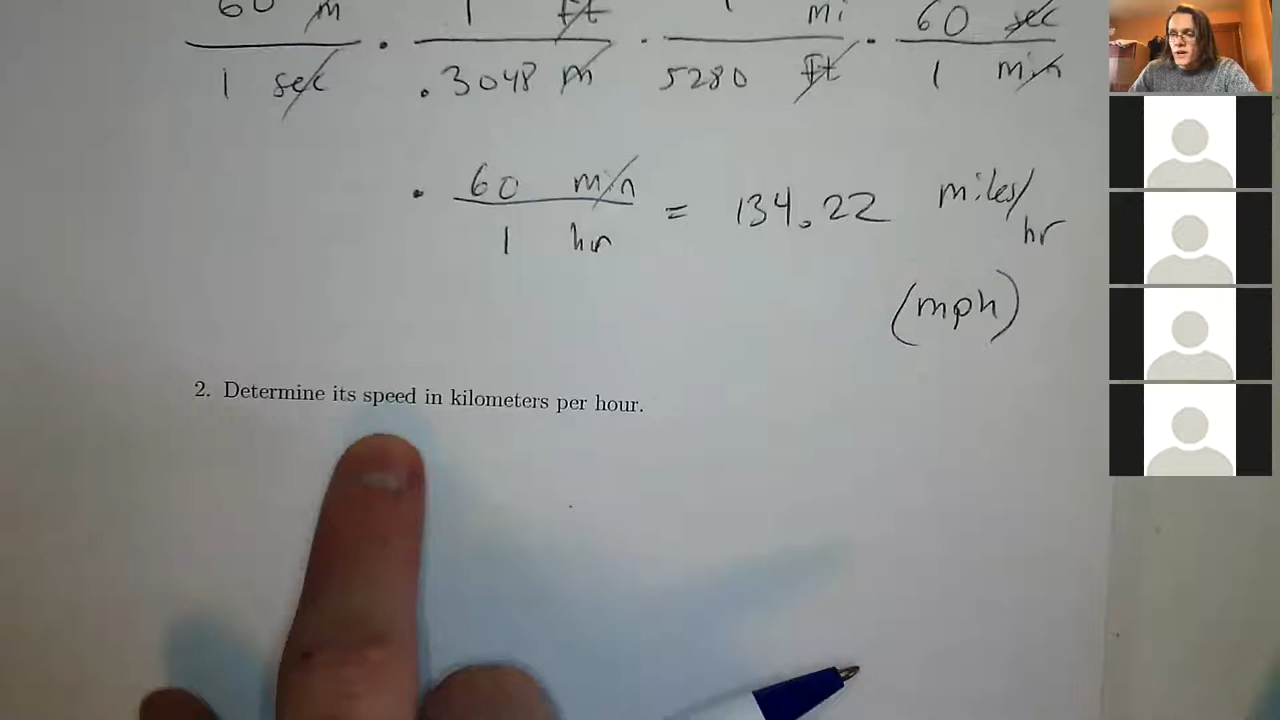 60 m 1 ft 1 mi 60 sec
1 sec · .3048 m · 5280 ft · 1 min
· 60 min / 1 hr = 134.22 miles/hr
(mph)
2. Determine its speed in kilometers per hour.